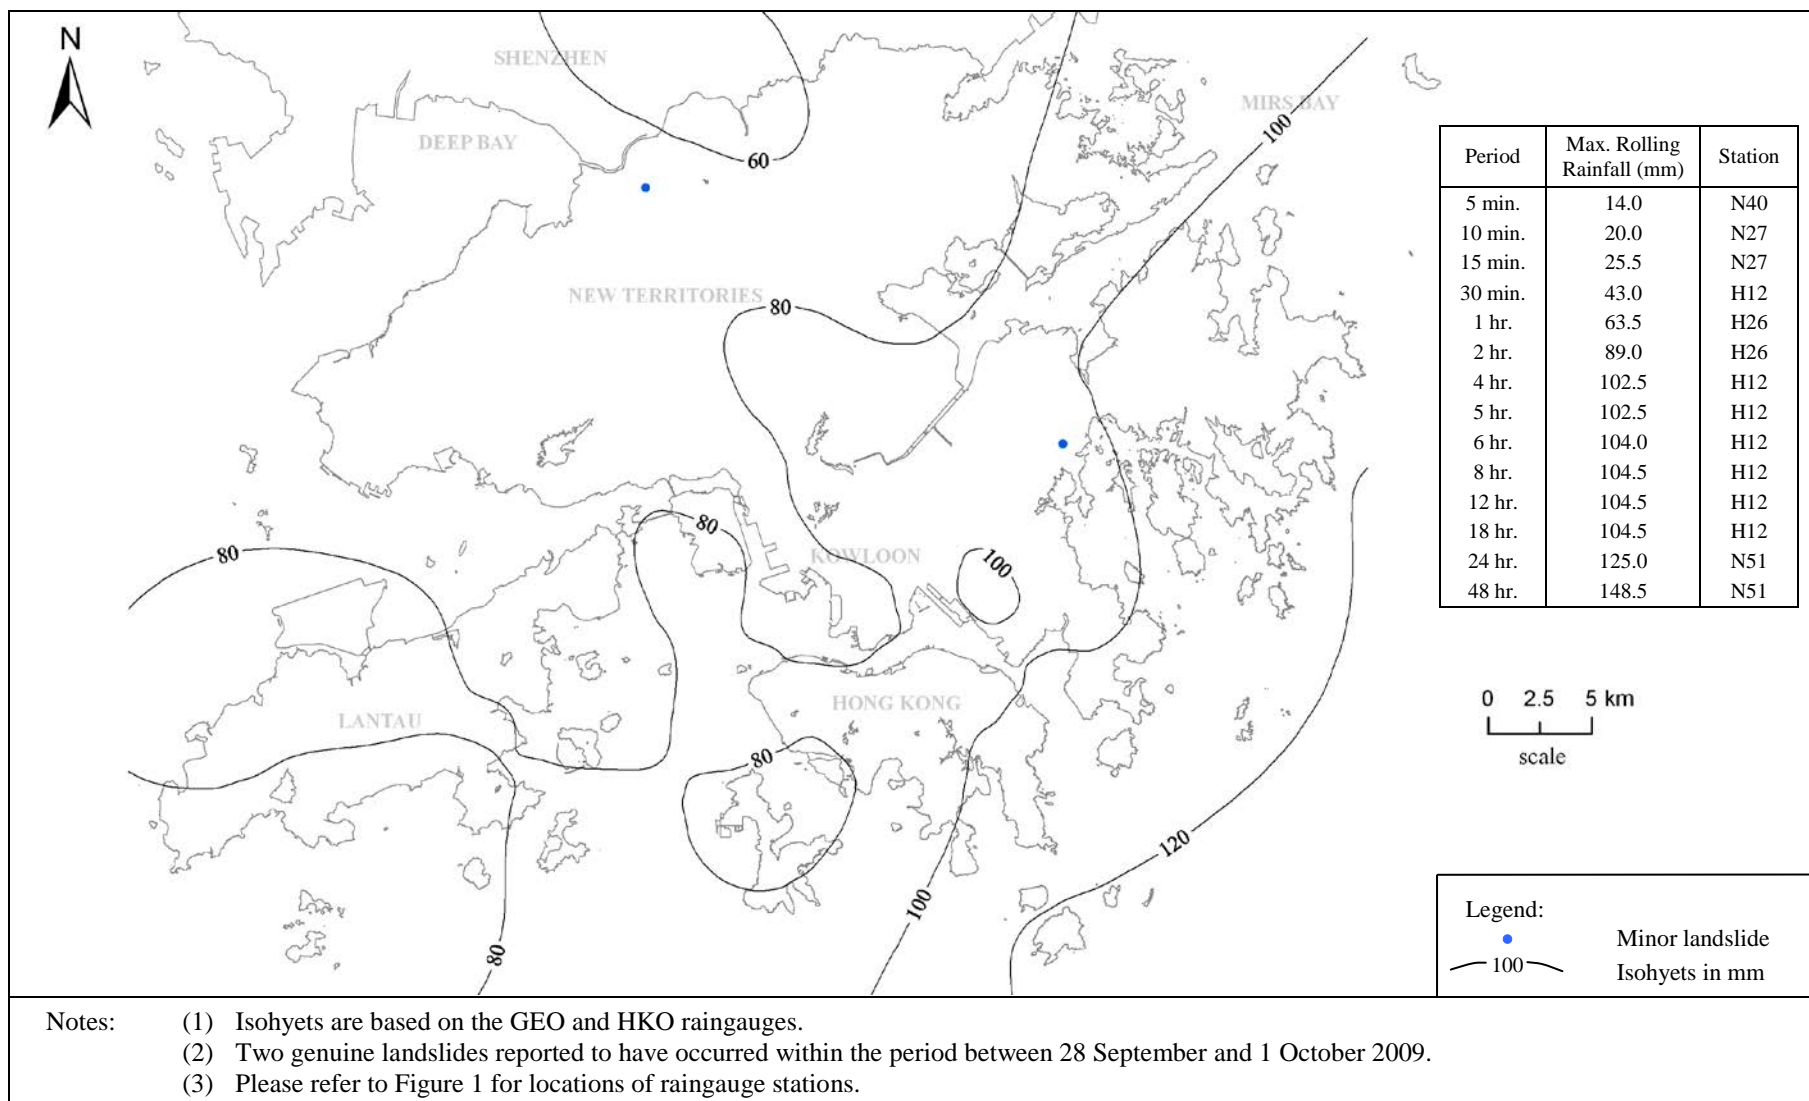 N
SHENZHEN
DEEP BAY
MIRS BAY
100
60
NEW TERRITORIES
80
80
80
KOWLOON
100
LANTAU
HONG KONG
80
120
100
80
Period Max. Rolling Rainfall (mm) Station
5 min. 14.0 N40
10 min. 20.0 N27
15 min. 25.5 N27
30 min. 43.0 H12
1 hr. 63.5 H26
2 hr. 89.0 H26
4 hr. 102.5 H12
5 hr. 102.5 H12
6 hr. 104.0 H12
8 hr. 104.5 H12
12 hr. 104.5 H12
18 hr. 104.5 H12
24 hr. 125.0 N51
48 hr. 148.5 N51
0 2.5 5 km
scale
Legend:
Minor landslide
100 Isohyets in mm
Notes: (1) Isohyets are based on the GEO and HKO raingauges.
(2) Two genuine landslides reported to have occurred within the period between 28 September and 1 October 2009.
(3) Please refer to Figure 1 for locations of raingauge stations.